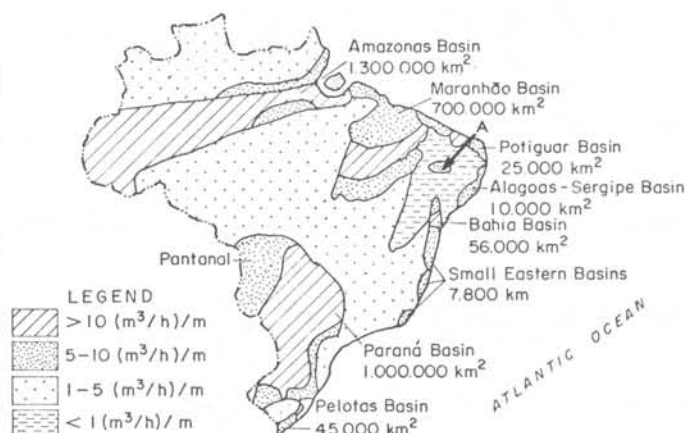 Amazonas Basin
1.300.000 km²
Maranhão Basin
700.000 km²
A
Potiguar Basin
25.000 km²
Alagoas-Sergipe Basin
10.000 km²
Bahia Basin
56.000 km²
Pantanal
Small Eastern Basins
7.800 km
LEGEND
>10 (m³/h)/m
5-10 (m³/h)/m
1-5 (m³/h)/m
<1 (m³/h)/m
Paraná Basin
1.000.000 km²
Pelotas Basin
45.000 km²
ATLANTIC OCEAN